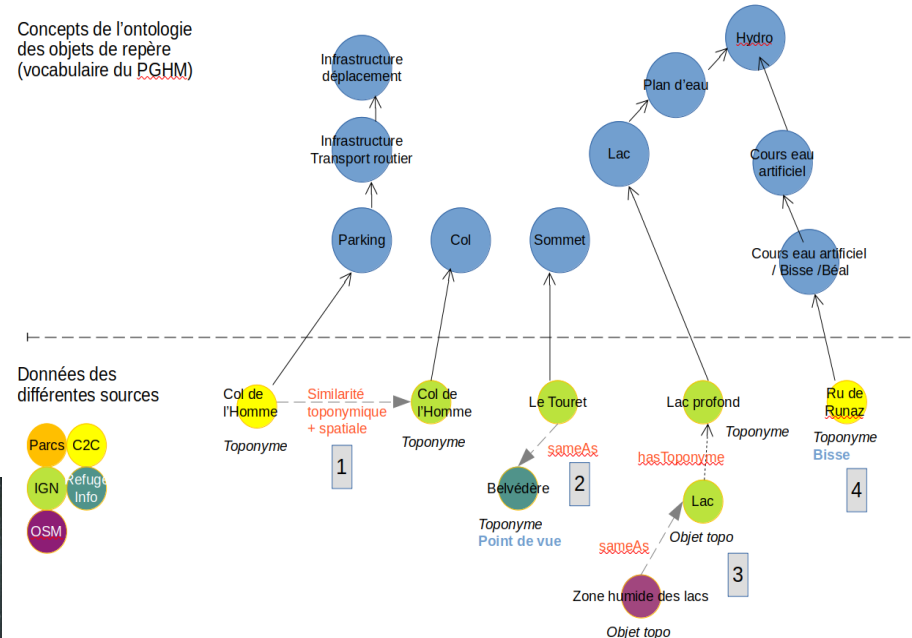 Concepts de l'ontologie
des objets de repère
(vocabulaire du PGHM)
Infrastructure
déplacement
Infrastructure
Transport routier
Parking
Col
Sommet
Lac
Plan d'eau
Hydro
Cours eau
artificiel
Cours eau artificiel
/ Bisse /Béal
Données des
différentes sources
Parcs
C2C
IGN
Refuge
Info
OSM
Col de
l'Homme
Toponyme
Similarité
toponymique
+ spatiale
1
Col de
l'Homme
Toponyme
Le Touret
sameAs
2
Belvédère
Toponyme
Point de vue
Lac profond
Toponyme
hasToponyme
Lac
Objet topo
sameAs
3
Zone humide des lacs
Objet topo
Ru de
Runaz
Toponyme
Bisse
4